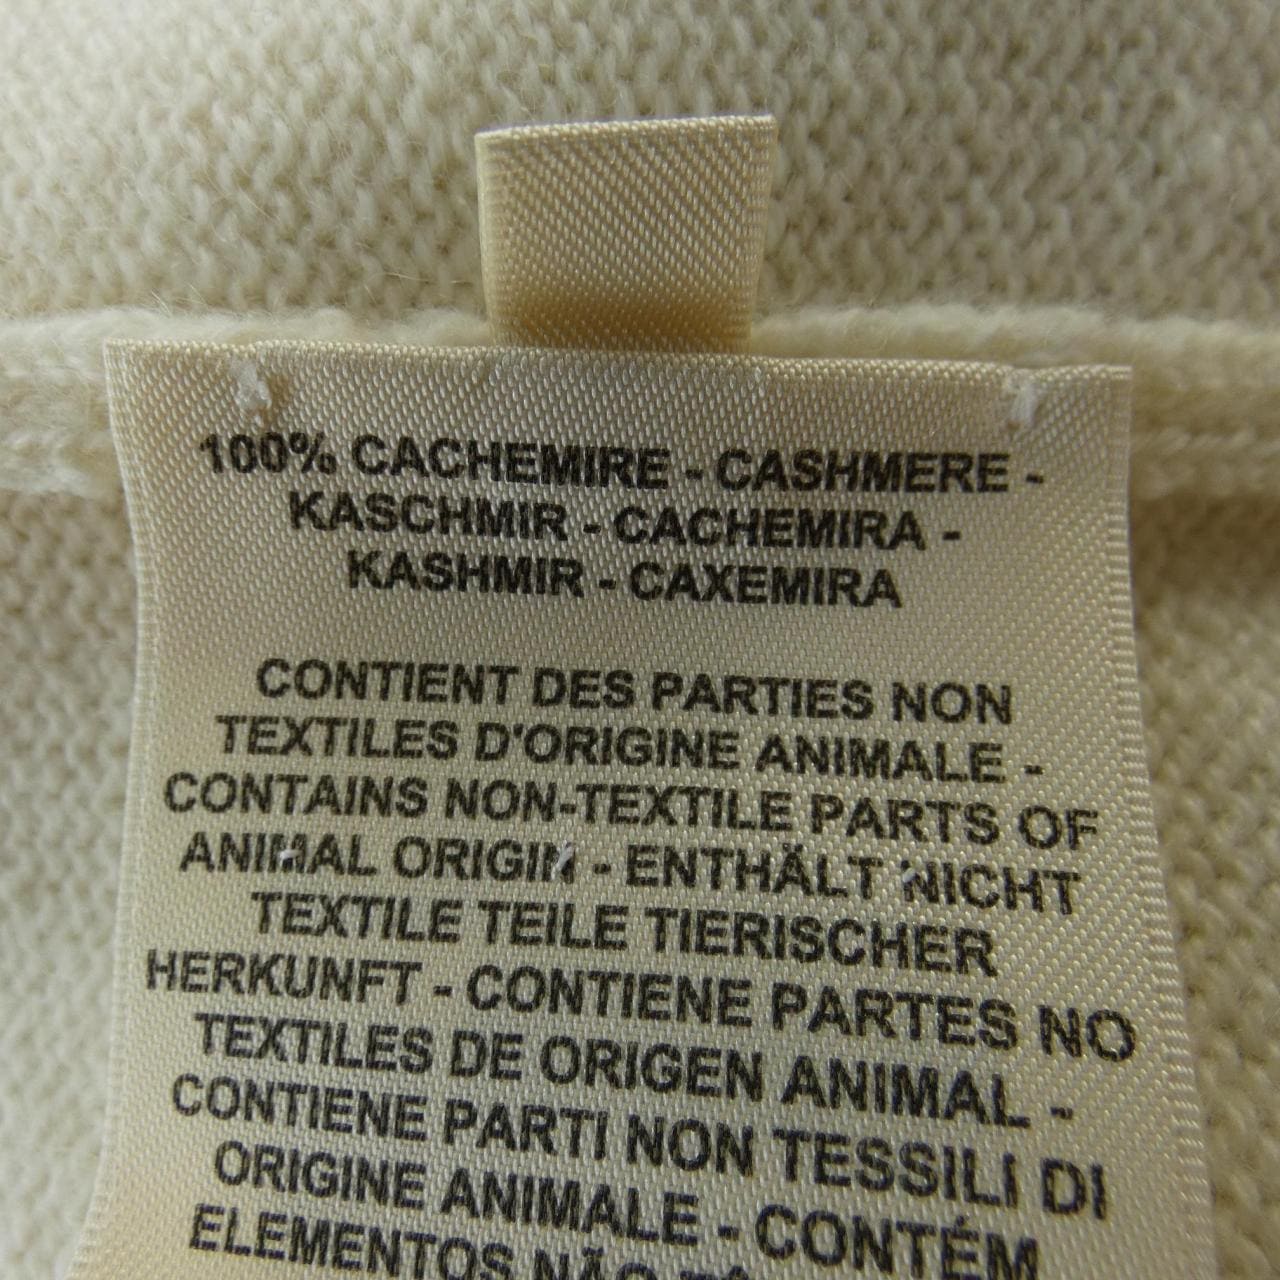 100% CACHEMIRE - CASHMERE -
KASCHMIR - CACHEMIRA -
KASHMIR - CAXEMIRA
CONTIENT DES PARTIES NON
TEXTILES D'ORIGINE ANIMALE -
CONTAINS NON-TEXTILE PARTS OF
ANIMAL ORIGIN - ENTHÄLT NICHT
TEXTILE TEILE TIERISCHER
HERKUNFT - CONTIENE PARTES NO
TEXTILES DE ORIGEN ANIMAL -
CONTIENE PARTI NON TESSILI DI
ORIGINE ANIMALE - CONTÉM
ELEMENTOS NÃO